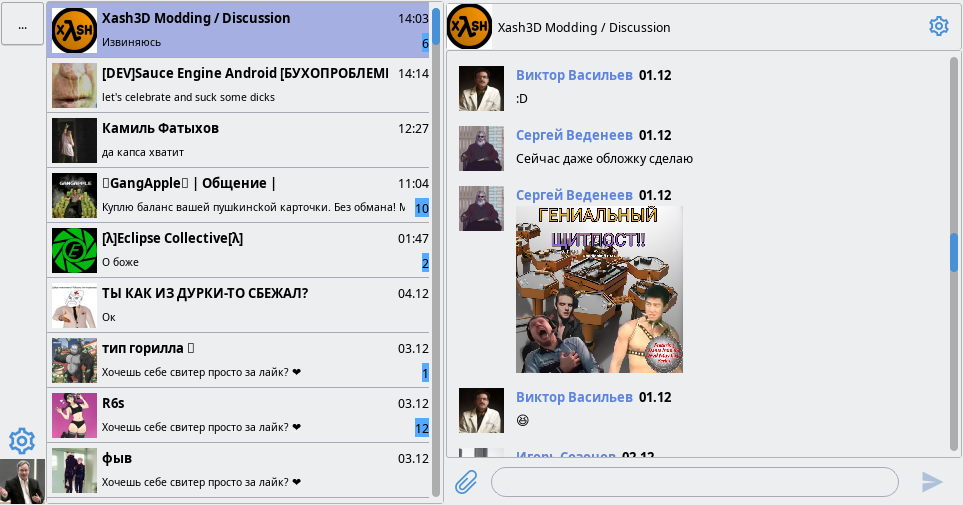 ...
XλSH
Xash3D Modding / Discussion 14:03
Извиняюсь 6
[DEV]Sauce Engine Android [БУХОПРОБЛЕМI 14:14
let's celebrate and suck some dicks
Камиль Фатыхов 12:27
да капса хватит
GANGAPPLE
GangApple | Общение | 11:04
Куплю баланс вашей пушкinской карточки. Без обмана! М 10
[λ]Eclipse Collective[λ] 01:47
О боже 2
ТЫ КАК ИЗ ДУРКИ-ТО СБЕЖАЛ? 04.12
Ок
тип горилла 03.12
Хочешь себе свитер просто за лайк? ❤ 1
R6s 03.12
Хочешь себе свитер просто за лайк? ❤ 12
фыв 03.12
Хочешь себе свитер просто за лайк? ❤
XλSH
Xash3D Modding / Discussion
Виктор Васильев 01.12
:D
Сергей Веденеев 01.12
Сейчас даже обложку сделаю
Сергей Веденеев 01.12
ГЕНИАЛЬНЫЙ
ЩИТПОСТ!!
Виктор Васильев 01.12
😆
Игорь Созонов 02.12